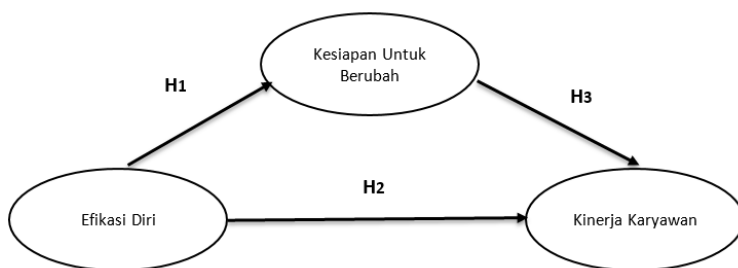 Kesiapan Untuk
Berubah
H1
H3
H2
Efikasi Diri
Kinerja Karyawan